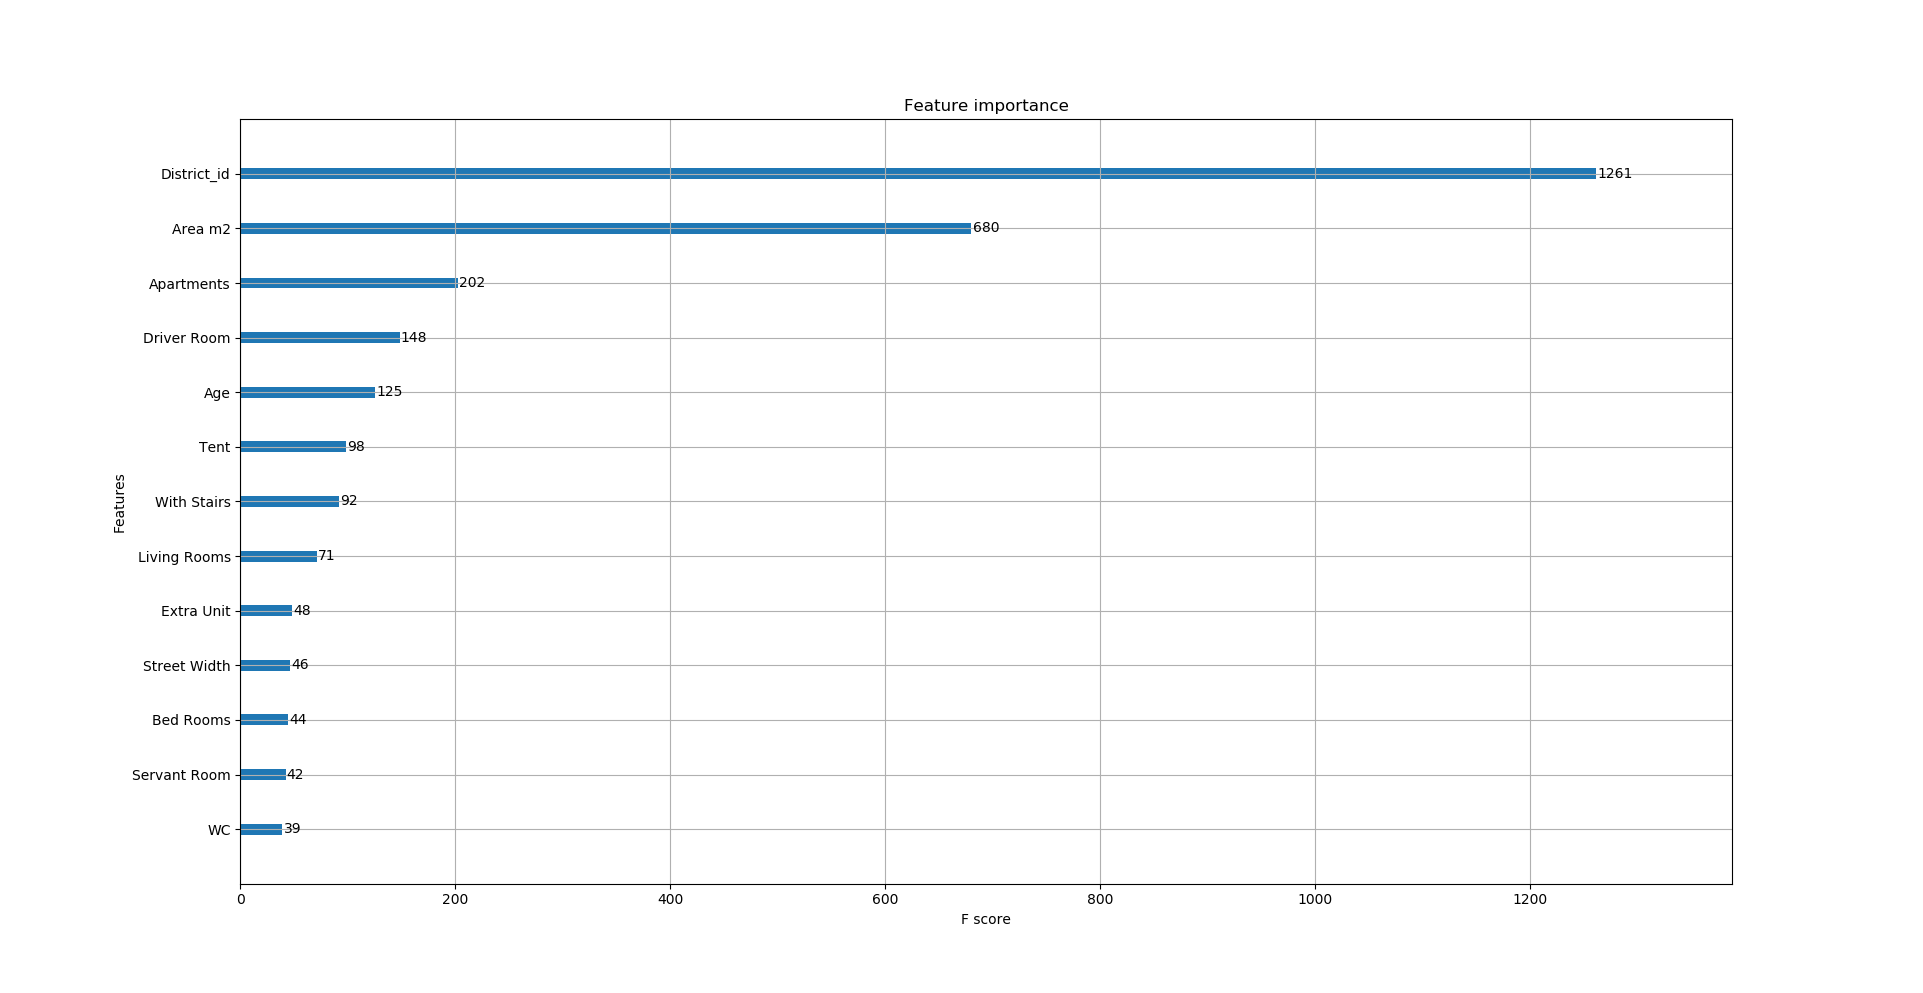 Feature importance
District_id 1261
Area m2 680
Apartments 202
Driver Room 148
Age 125
Tent 98
With Stairs 92
Living Rooms 71
Extra Unit 48
Street Width 46
Bed Rooms 44
Servant Room 42
WC 39
Features
0 200 400 600 800 1000 1200
F score